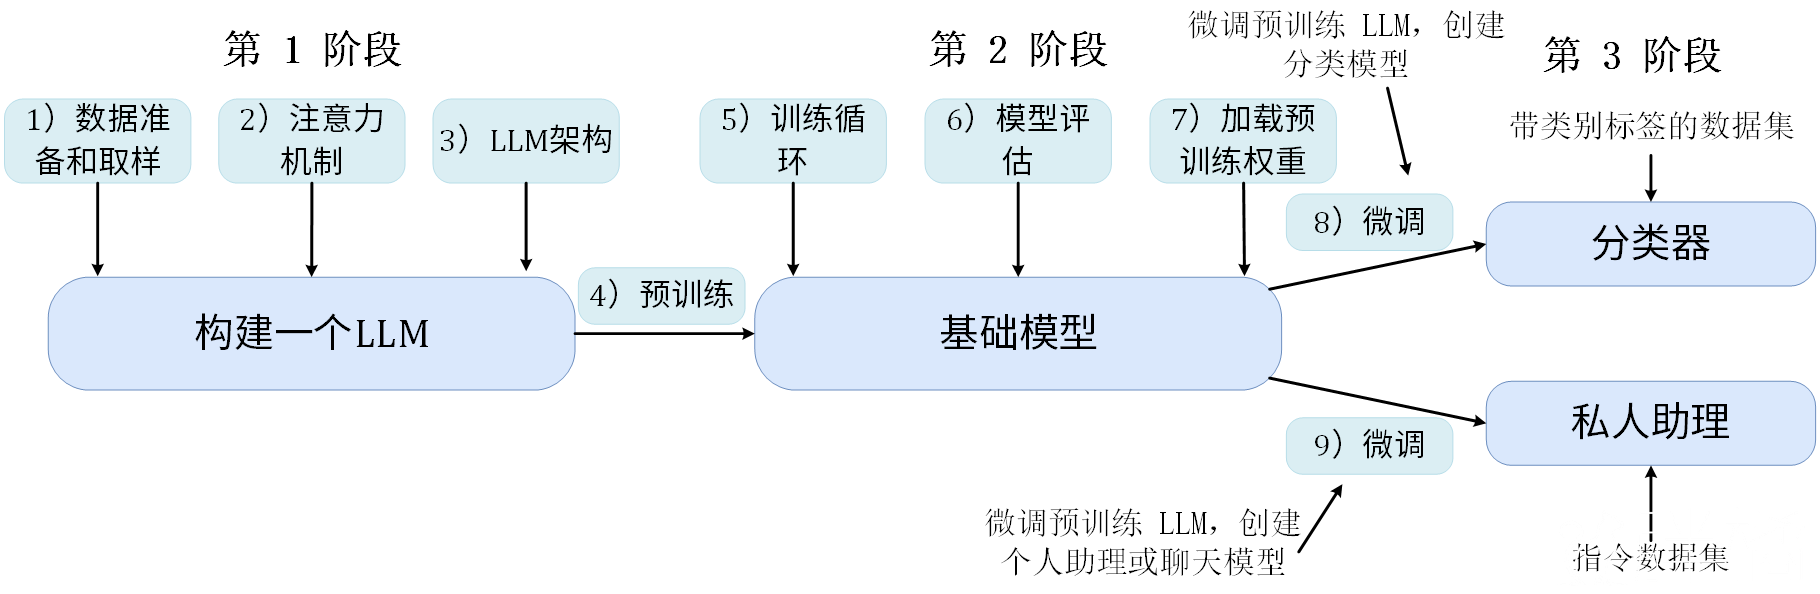 第 1 阶段
1）数据准
备和取样
2）注意力
机制
3）LLM架构
构建一个LLM
4）预训练
第 2 阶段
5）训练循
环
6）模型评
估
7）加载预
训练权重
基础模型
微调预训练 LLM，创建
分类模型
8）微调
9）微调
微调预训练 LLM，创建
个人助理或聊天模型
第 3 阶段
带类别标签的数据集
分类器
私人助理
指令数据集